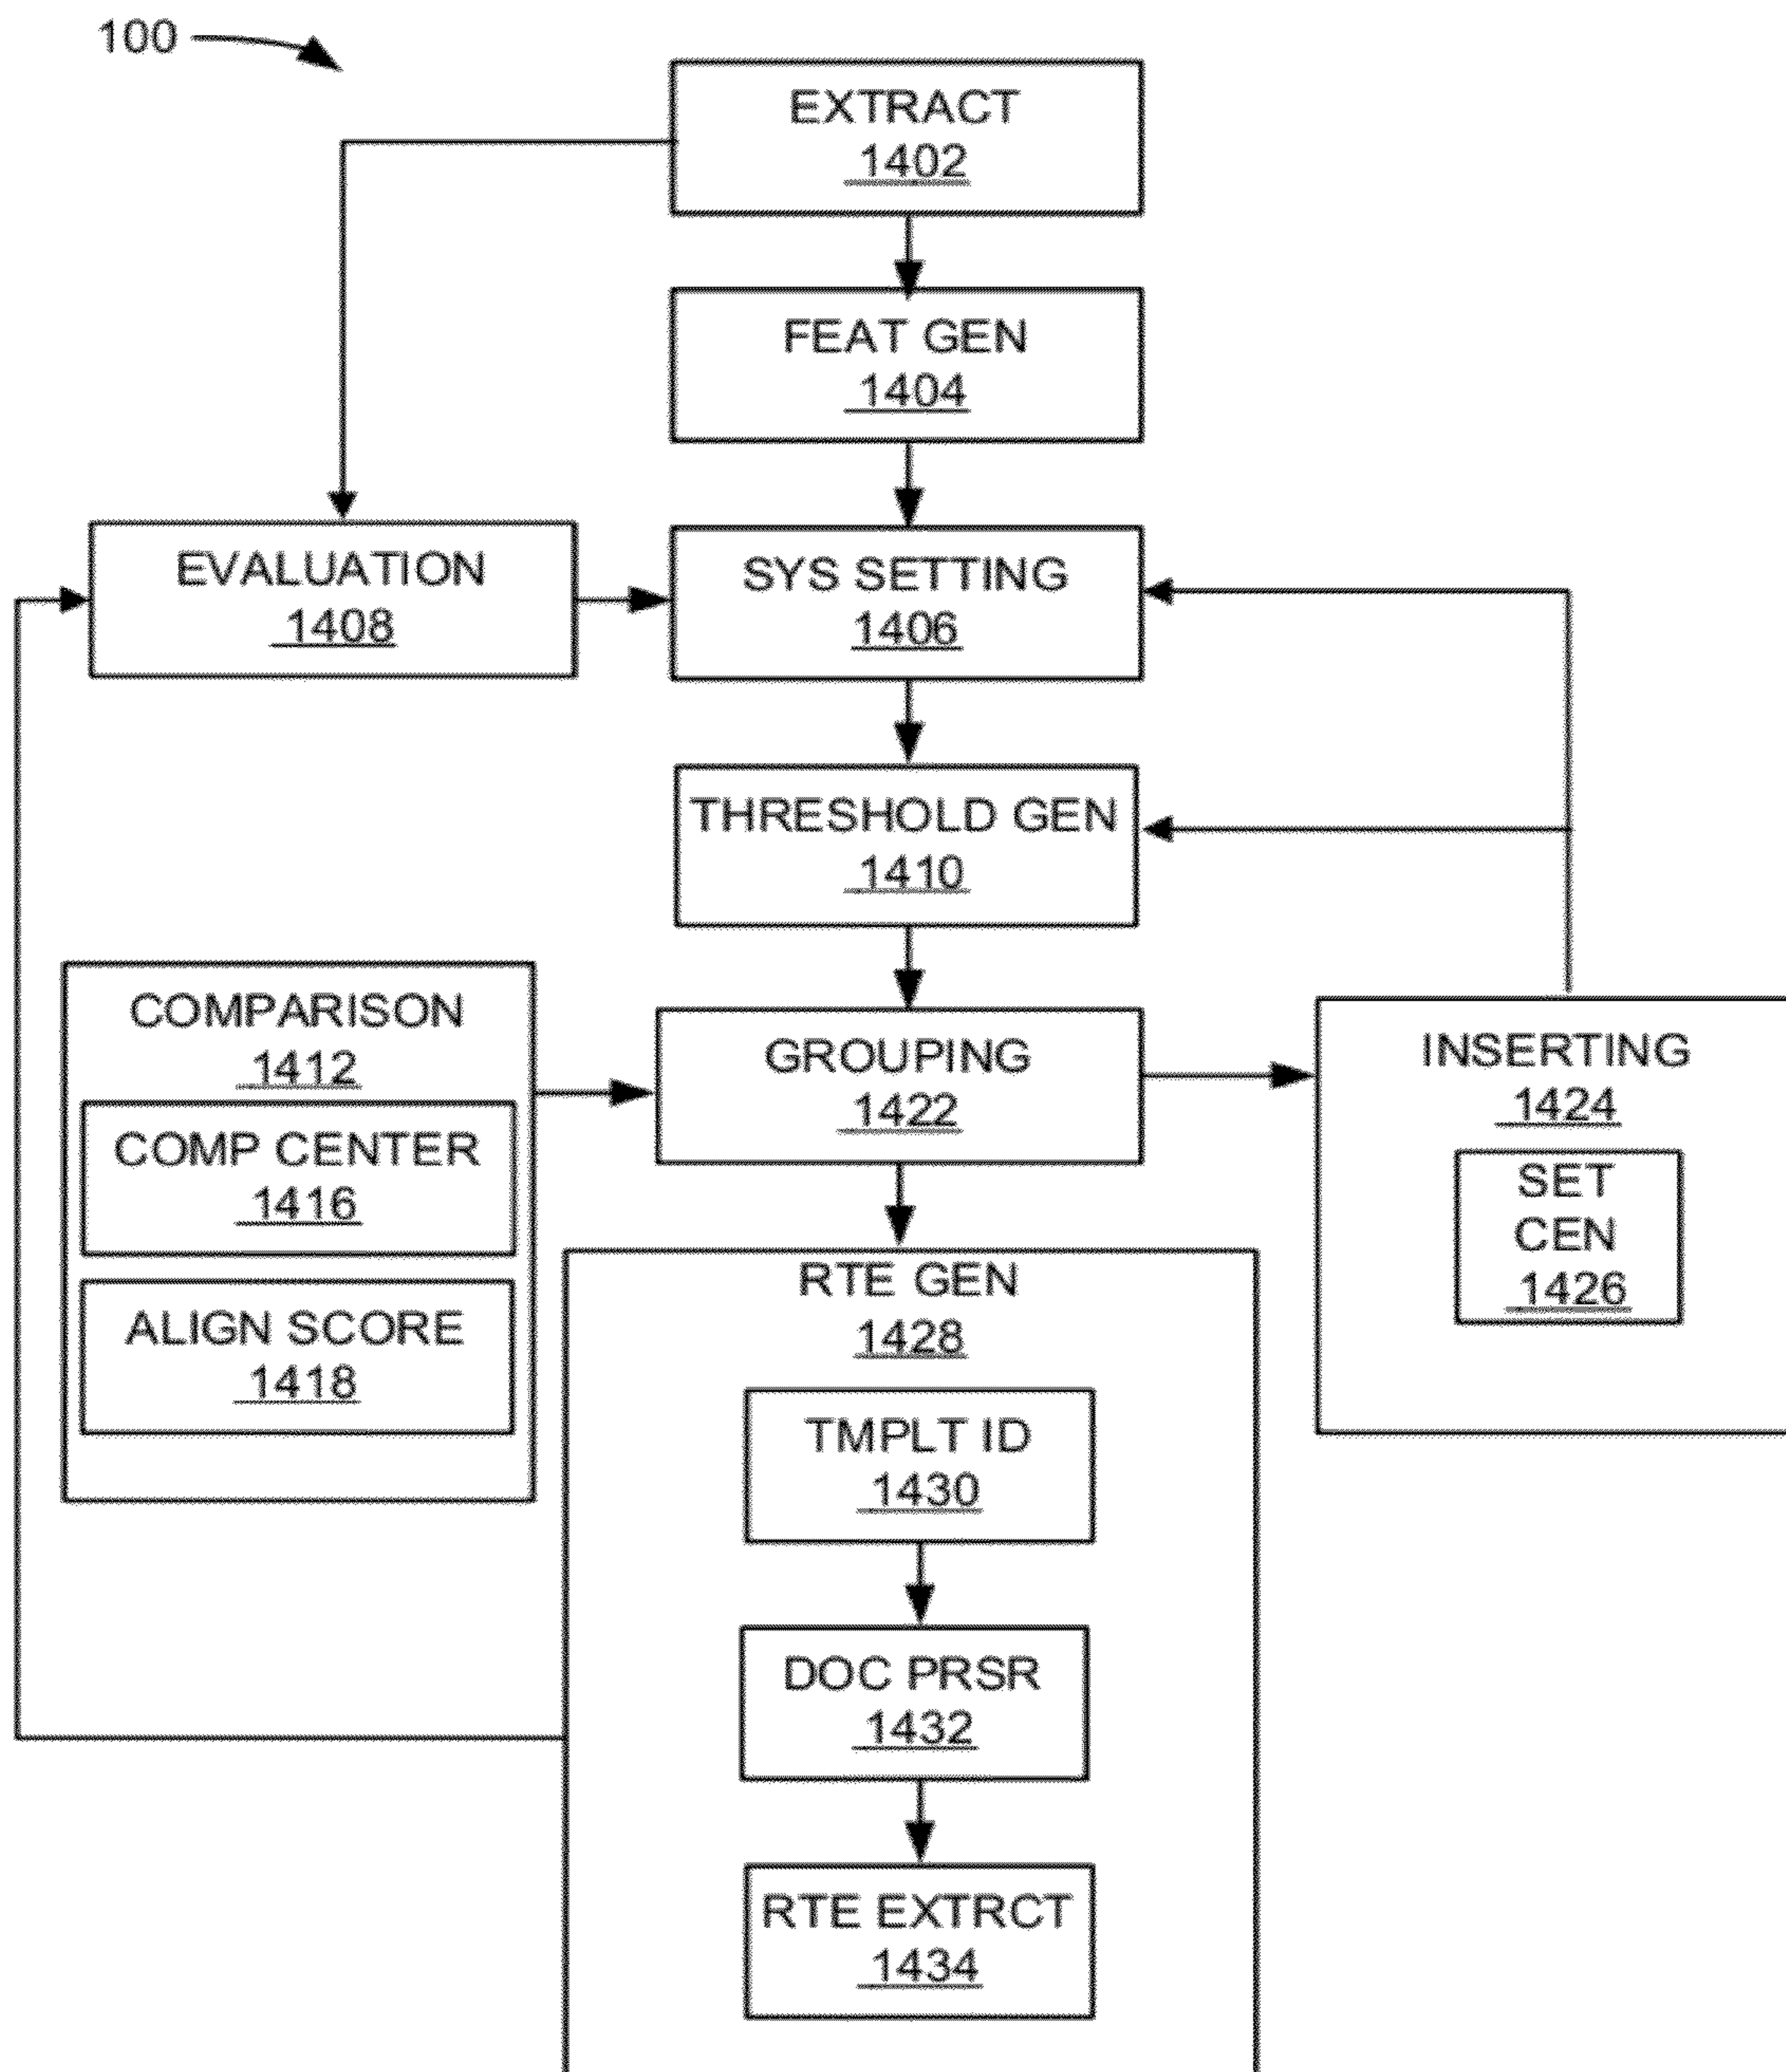 100
EXTRACT
1402
FEAT GEN
1404
EVALUATION
1408
SYS SETTING
1406
THRESHOLD GEN
1410
COMPARISON
1412
COMP CENTER
1416
ALIGN SCORE
1418
GROUPING
1422
INSERTING
1424
SET
CEN
1426
RTE GEN
1428
TMPLT ID
1430
DOC PRSR
1432
RTE EXTRCT
1434